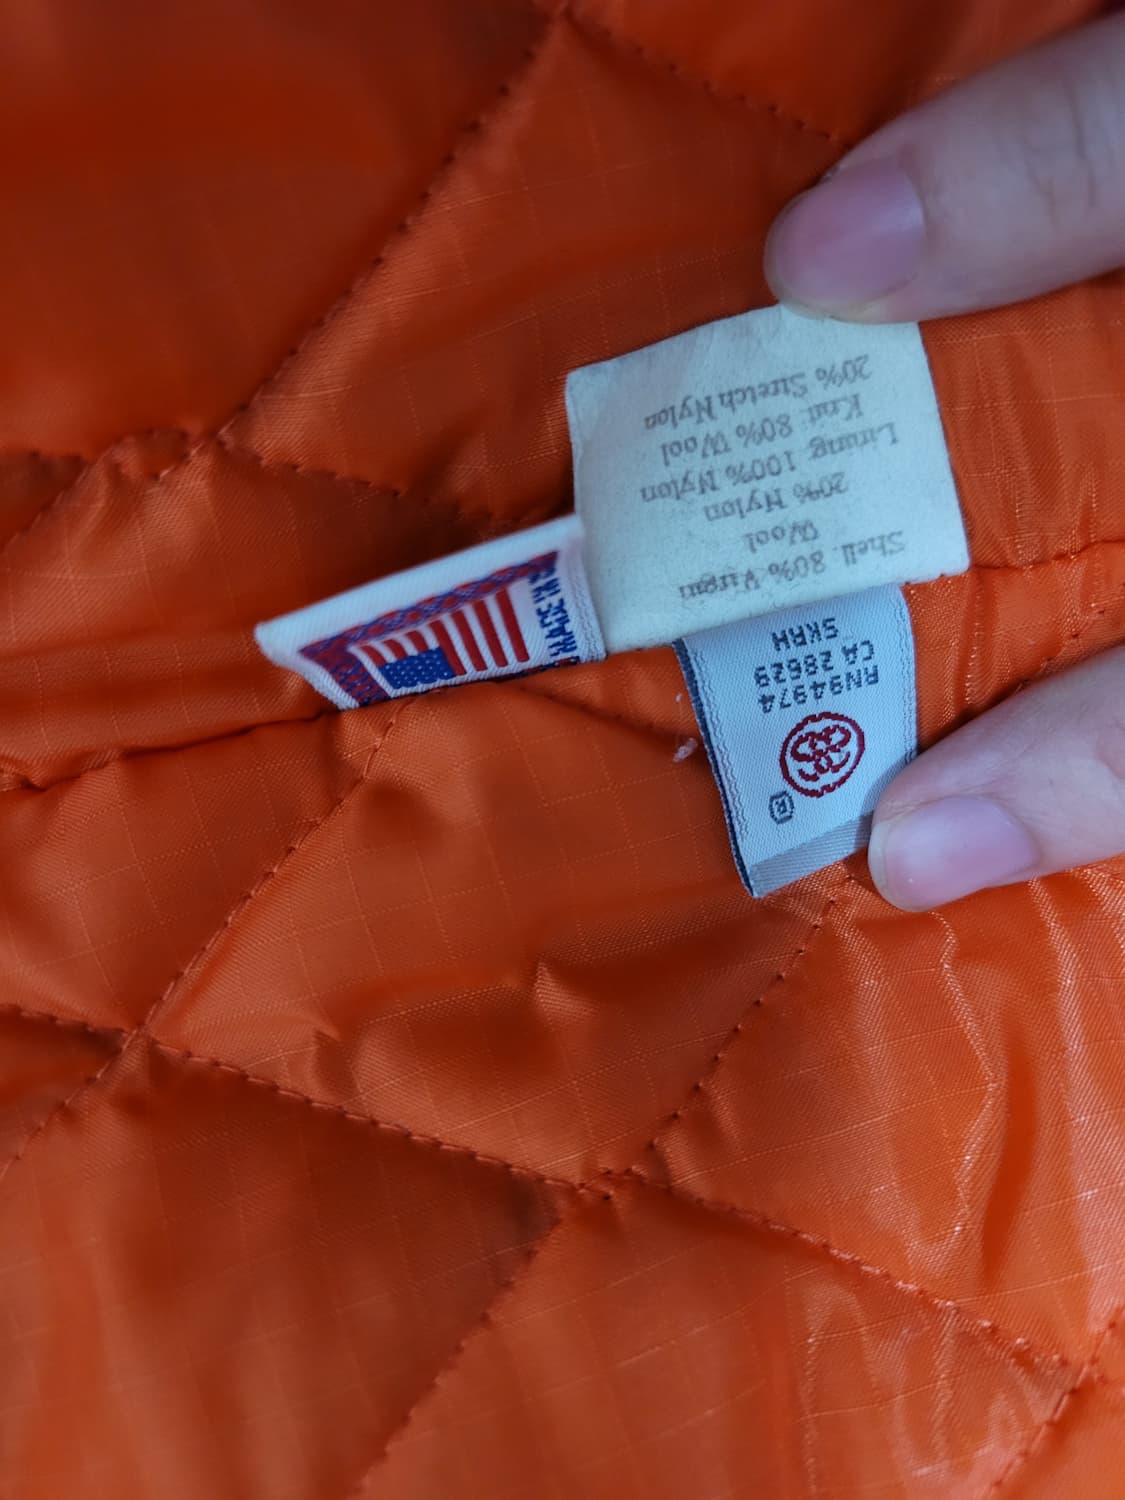 Shell: 80% Virgin
Wool
20% Nylon
Lining 100% Nylon
Knit: 80% Wool
20% Stretch Nylon
MADE IN
RN94974
CA 28629
SKRH
®